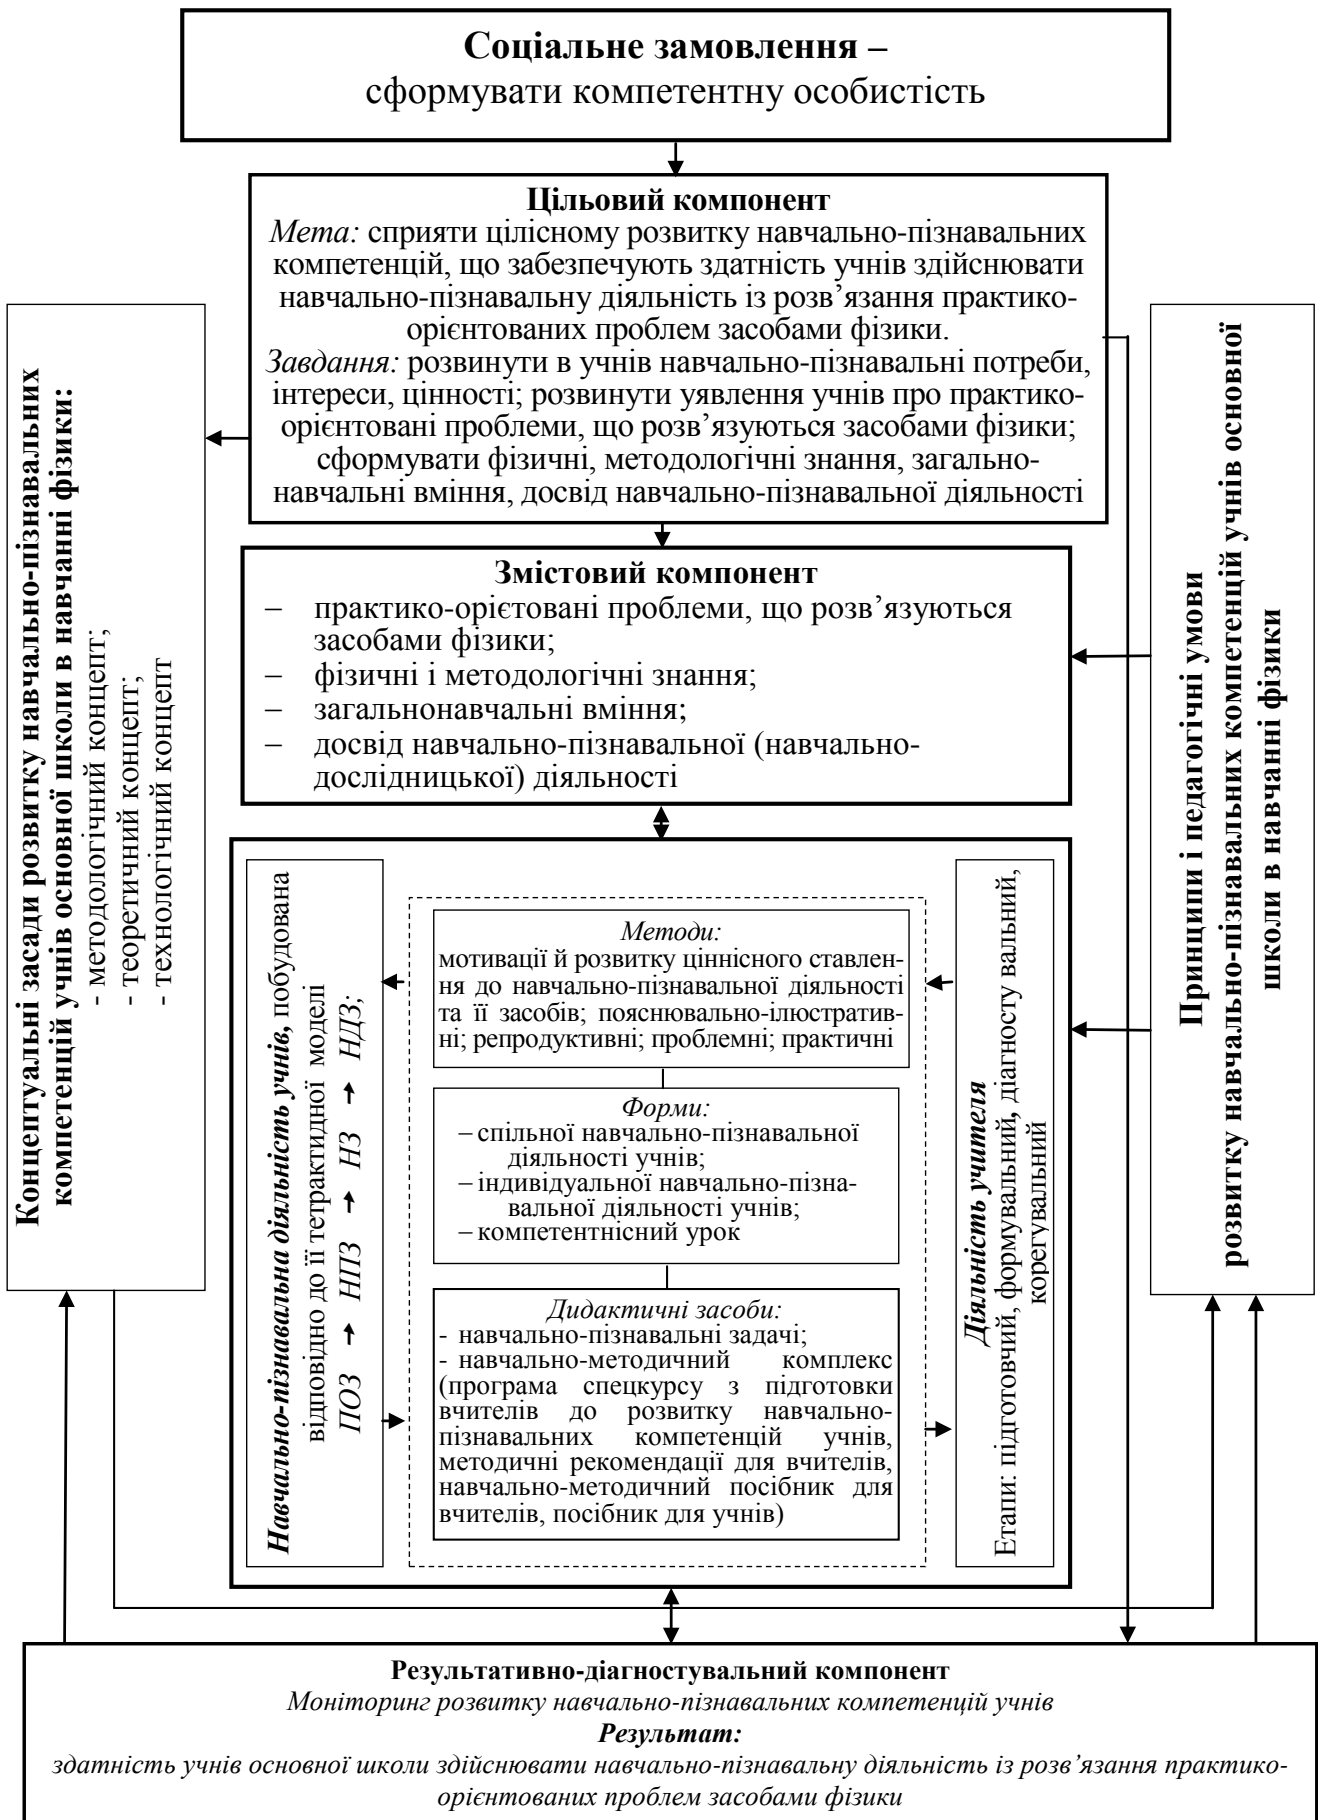 Соціальне замовлення –
сформувати компетентну особистість
Цільовий компонент
Мета: сприяти цілісному розвитку навчально-пізнавальних
компетенцій, що забезпечують здатність учнів здійснювати
навчально-пізнавальну діяльність із розв’язання практико-
орієнтованих проблем засобами фізики.
Завдання: розвинути в учнів навчально-пізнавальні потреби,
інтереси, цінності; розвинути уявлення учнів про практико-
орієнтовані проблеми, що розв’язуються засобами фізики;
сформувати фізичні, методологічні знання, загально-
навчальні вміння, досвід навчально-пізнавальної діяльності
Концептуальні засади розвитку навчально-пізнавальних
компетенцій учнів основної школи в навчанні фізики:
- методологічний концепт;
- теоретичний концепт;
- технологічний концепт
Змістовий компонент
– практико-орієтовані проблеми, що розв’язуються
засобами фізики;
– фізичні і методологічні знання;
– загальнонавчальні вміння;
– досвід навчально-пізнавальної (навчально-
дослідницької) діяльності
Принципи і педагогічні умови
розвитку навчально-пізнавальних компетенцій учнів основної
школи в навчанні фізики
Навчально-пізнавальна діяльність учнів, побудована
відповідно до її тетрактидної моделі
ПОЗ → НПЗ → НЗ → НДЗ;
Методи:
мотивації й розвитку ціннісного ставлен-
ня до навчально-пізнавальної діяльності
та її засобів; пояснювально-ілюстратив-
ні; репродуктивні; проблемні; практичні
Форми:
– спільної навчально-пізнавальної
діяльності учнів;
– індивідуальної навчально-пізна-
вальної діяльності учнів;
– компетентнісний урок
Дидактичні засоби:
- навчально-пізнавальні задачі;
- навчально-методичний комплекс
(програма спецкурсу з підготовки
вчителів до розвитку навчально-
пізнавальних компетенцій учнів,
методичні рекомендації для вчителів,
навчально-методичний посібник для
вчителів, посібник для учнів)
Діяльність учителя
Етапи: підготовчий, формувальний, діагносту вальний,
корегувальний
Результативно-діагностувальний компонент
Моніторинг розвитку навчально-пізнавальних компетенцій учнів
Результат:
здатність учнів основної школи здійснювати навчально-пізнавальну діяльність із розв’язання практико-
орієнтованих проблем засобами фізики